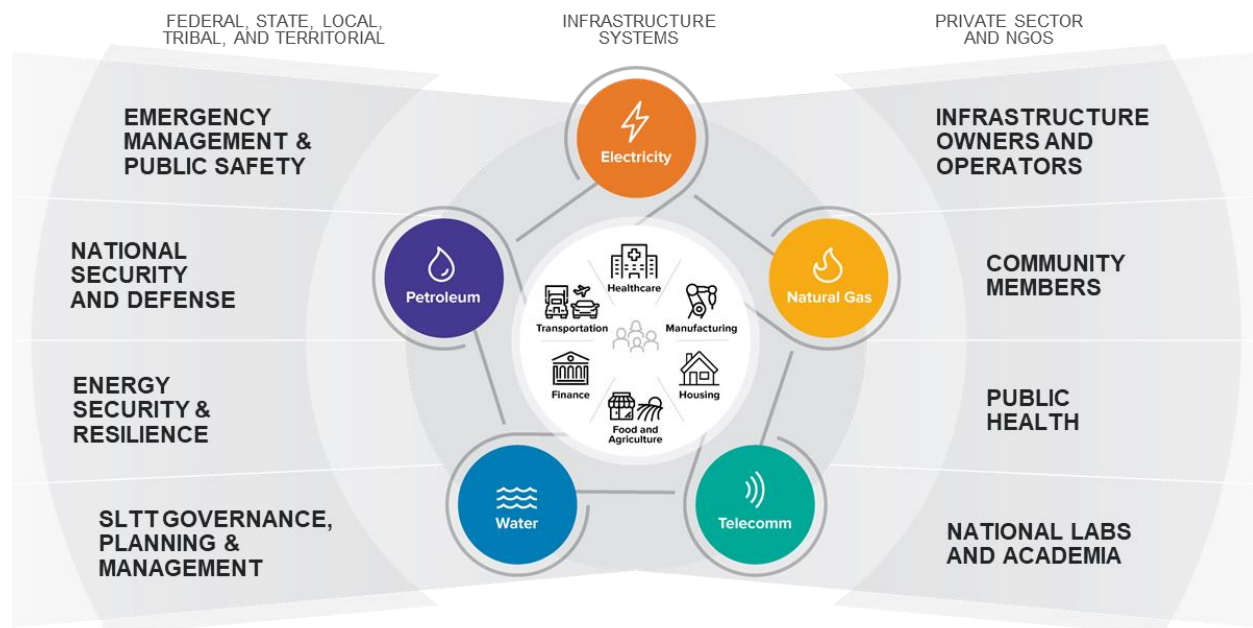 FEDERAL, STATE, LOCAL,
TRIBAL, AND TERRITORIAL
INFRASTRUCTURE
SYSTEMS
PRIVATE SECTOR
AND NGOS
EMERGENCY
MANAGEMENT &
PUBLIC SAFETY
NATIONAL
SECURITY
AND DEFENSE
ENERGY
SECURITY &
RESILIENCE
SLTT GOVERNANCE,
PLANNING &
MANAGEMENT
Electricity
Petroleum
Natural Gas
Water
Telecomm
Healthcare
Transportation
Manufacturing
Finance
Housing
Food and
Agriculture
INFRASTRUCTURE
OWNERS AND
OPERATORS
COMMUNITY
MEMBERS
PUBLIC
HEALTH
NATIONAL LABS
AND ACADEMIA